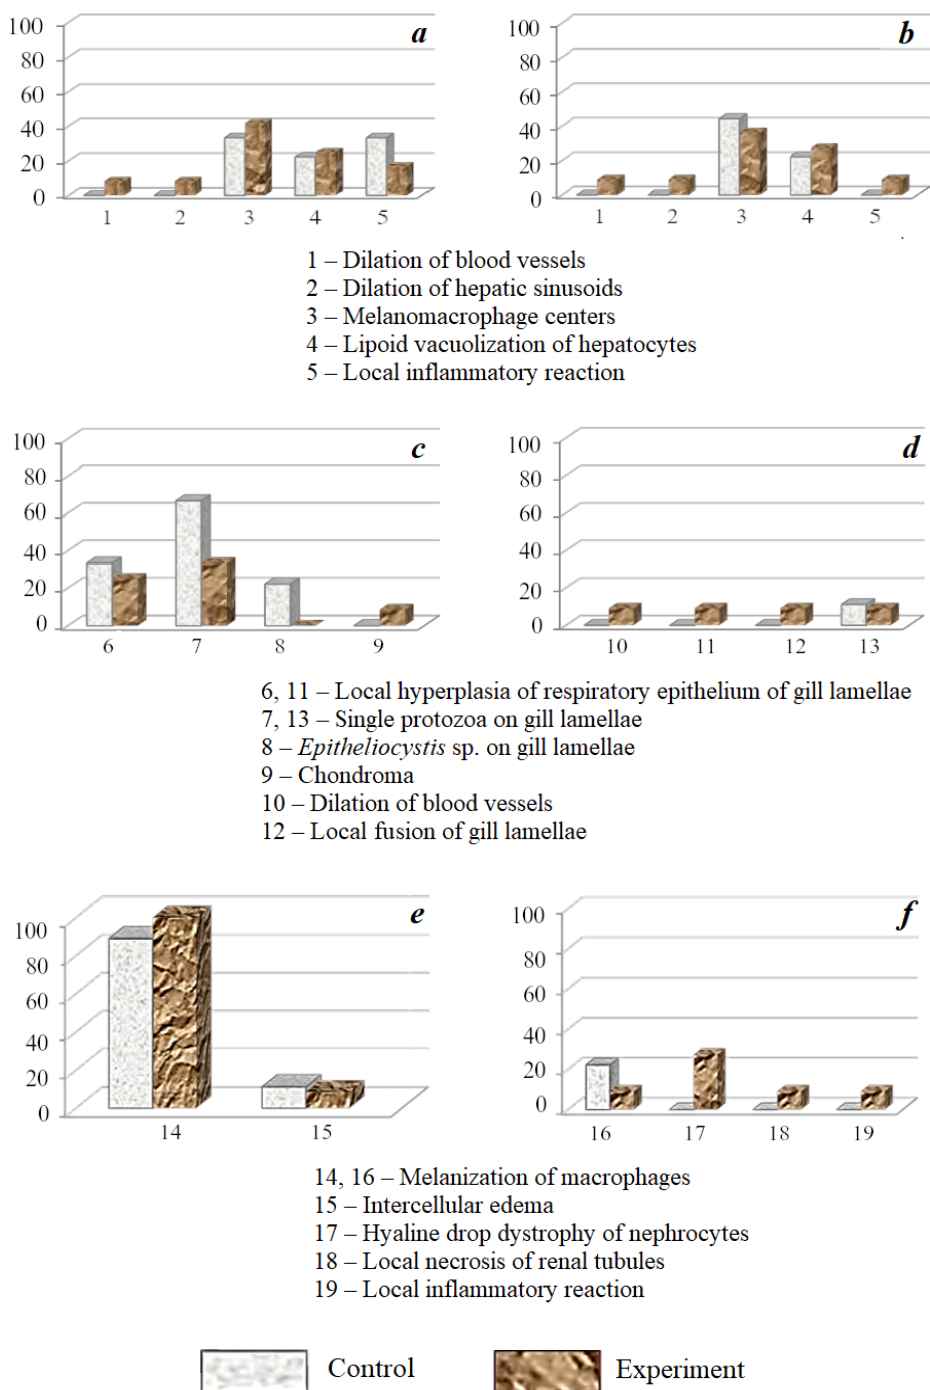 a
100
80
60
40
20
0
1 2 3 4 5
b
100
80
60
40
20
0
1 2 3 4 5
1 – Dilation of blood vessels
2 – Dilation of hepatic sinusoids
3 – Melanomacrophage centers
4 – Lipoid vacuolization of hepatocytes
5 – Local inflammatory reaction
c
100
80
60
40
20
0
6 7 8 9
d
100
80
60
40
20
0
10 11 12 13
6, 11 – Local hyperplasia of respiratory epithelium of gill lamellae
7, 13 – Single protozoa on gill lamellae
8 – Epitheliocystis sp. on gill lamellae
9 – Chondroma
10 – Dilation of blood vessels
12 – Local fusion of gill lamellae
e
100
80
60
40
20
0
14 15
f
100
80
60
40
20
0
16 17 18 19
14, 16 – Melanization of macrophages
15 – Intercellular edema
17 – Hyaline drop dystrophy of nephrocytes
18 – Local necrosis of renal tubules
19 – Local inflammatory reaction
Control Experiment